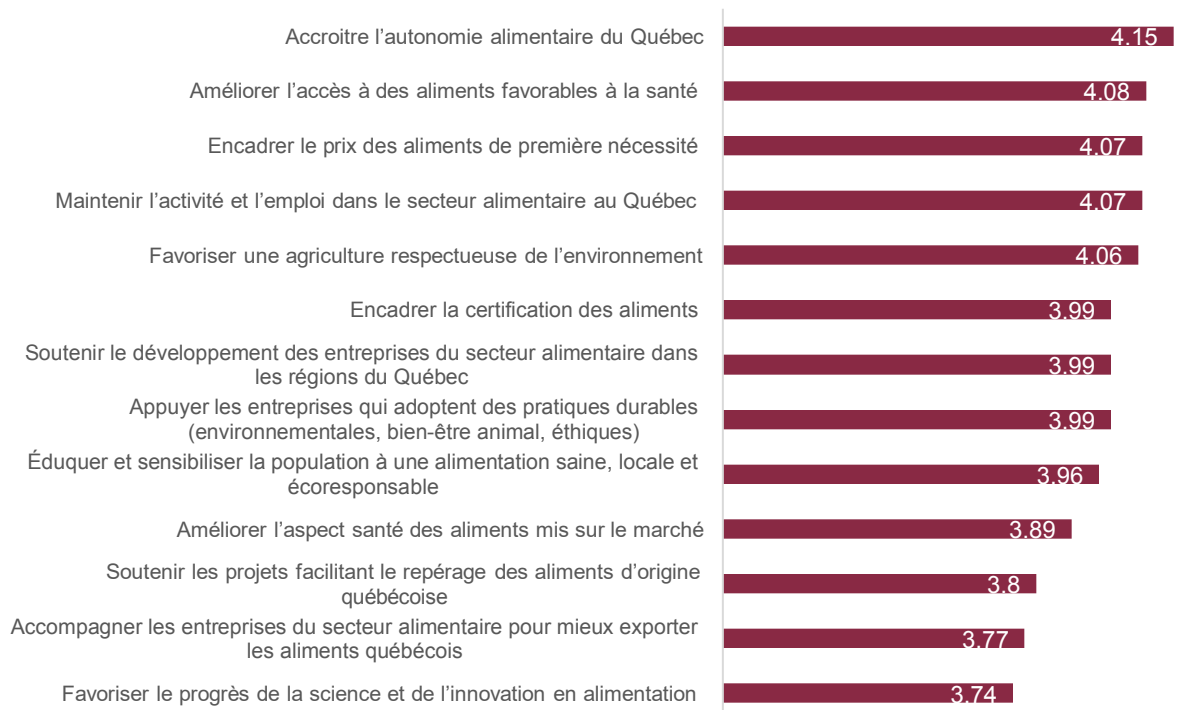 Accroitre l’autonomie alimentaire du Québec 4.15
Améliorer l’accès à des aliments favorables à la santé 4.08
Encadrer le prix des aliments de première nécessité 4.07
Maintenir l’activité et l’emploi dans le secteur alimentaire au Québec 4.07
Favoriser une agriculture respectueuse de l’environnement 4.06
Encadrer la certification des aliments 3.99
Soutenir le développement des entreprises du secteur alimentaire dans
les régions du Québec 3.99
Appuyer les entreprises qui adoptent des pratiques durables
(environnementales, bien-être animal, éthiques) 3.99
Éduquer et sensibiliser la population à une alimentation saine, locale et
écoresponsable 3.96
Améliorer l’aspect santé des aliments mis sur le marché 3.89
Soutenir les projets facilitant le repérage des aliments d’origine
québécoise 3.8
Accompagner les entreprises du secteur alimentaire pour mieux exporter
les aliments québécois 3.77
Favoriser le progrès de la science et de l’innovation en alimentation 3.74